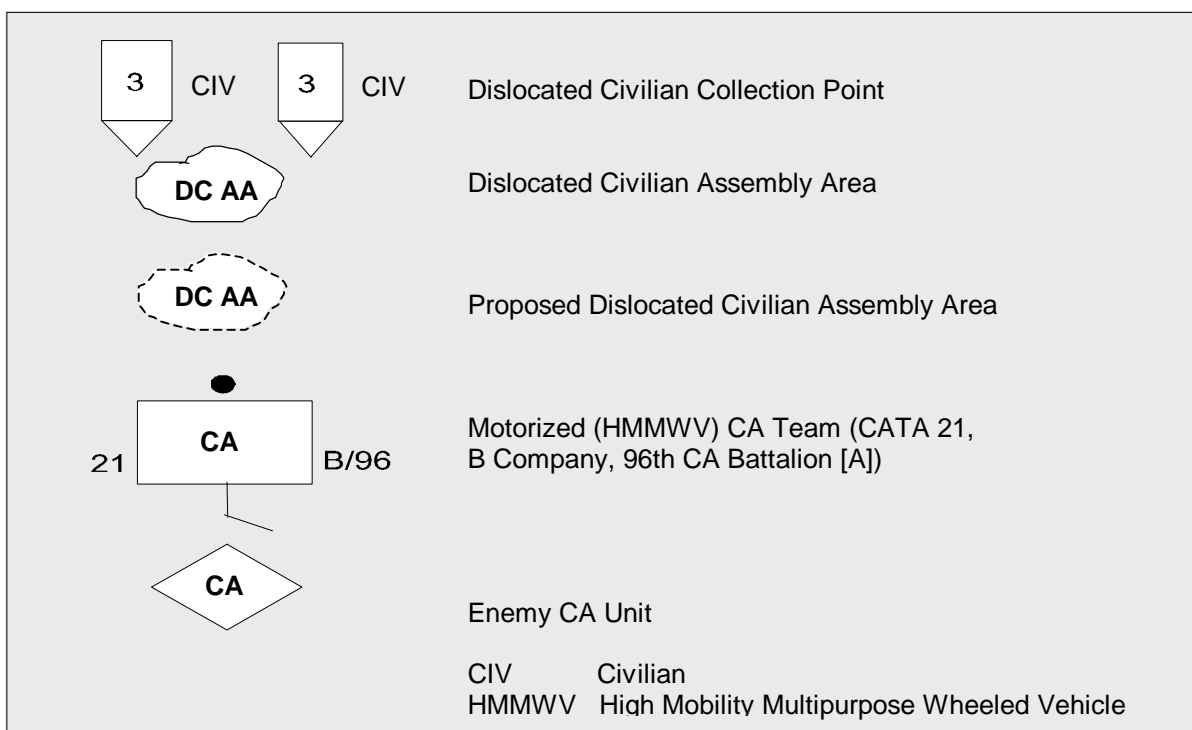 3 CIV 3 CIV Dislocated Civilian Collection Point
DC AA Dislocated Civilian Assembly Area
DC AA Proposed Dislocated Civilian Assembly Area
CA
21 B/96
Motorized (HMMWV) CA Team (CATA 21,
B Company, 96th CA Battalion [A])
CA
Enemy CA Unit
CIV Civilian
HMMWV High Mobility Multipurpose Wheeled Vehicle